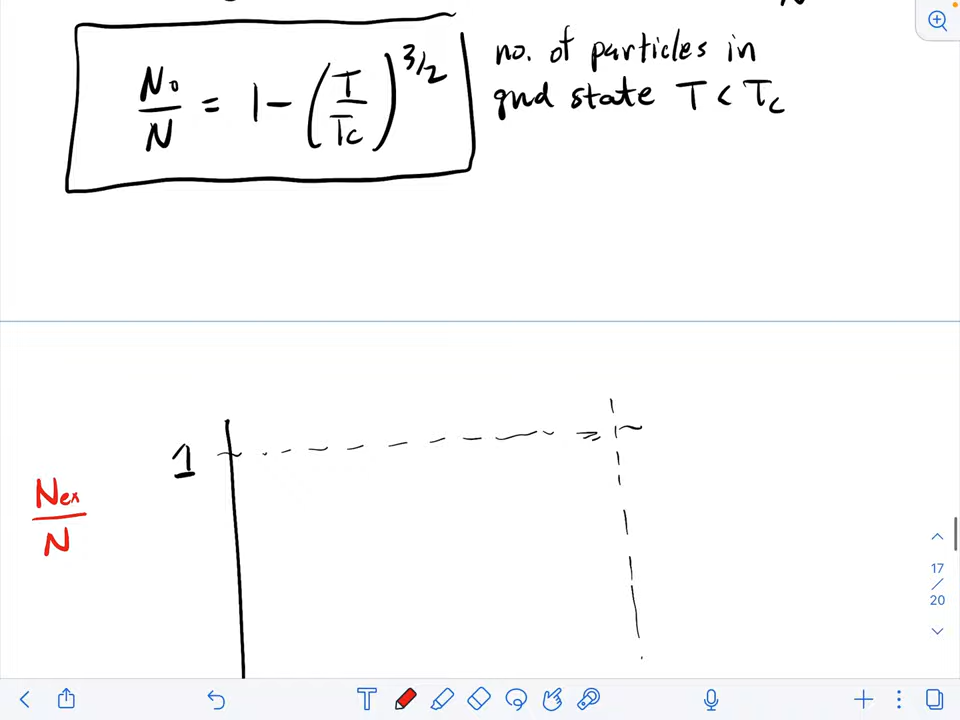 N₀/N = 1 - (T/Tc)^3/2
no. of particles in
gnd state T < Tc
1
Nex/N
17
/
20
T